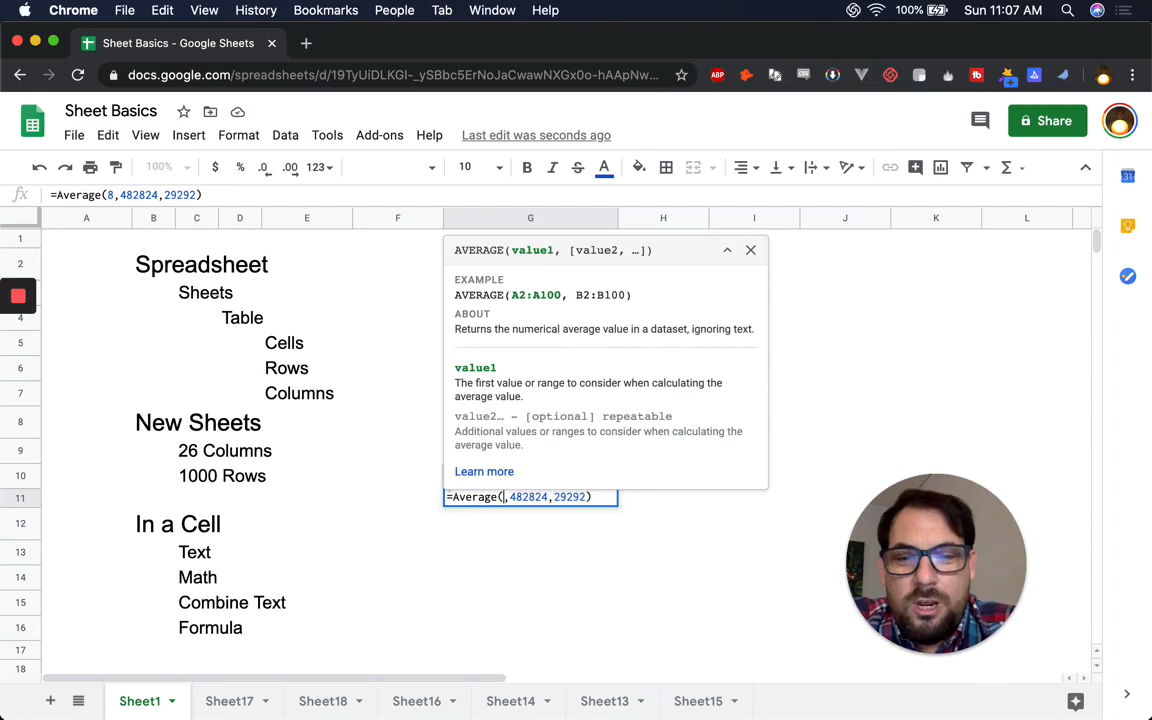 Chrome File Edit View History Bookmarks People Tab Window Help 100% Sun 11:07 AM
Sheet Basics - Google Sheets
docs.google.com/spreadsheets/d/19TyUiDLKGI-_ySBbc5ErNoJaCwawNXGx0o-hAApNw...
ABP
Sheet Basics
File Edit View Insert Format Data Tools Add-ons Help Last edit was seconds ago
Share
100% $ % .0 .00 123 10 B I S A Σ
31
fx =Average(8,482824,29292)
A B C D E F G H I J K L
1
2 Spreadsheet
Sheets
4 Table
5 Cells
6 Rows
7 Columns
8 New Sheets
9 26 Columns
10 1000 Rows
11 =Average(,482824,29292)
12 In a Cell
13 Text
14 Math
15 Combine Text
16 Formula
17
18
AVERAGE(value1, [value2, …])
EXAMPLE
AVERAGE(A2:A100, B2:B100)
ABOUT
Returns the numerical average value in a dataset, ignoring text.
value1
The first value or range to consider when calculating the
average value.
value2… - [optional] repeatable
Additional values or ranges to consider when calculating the
average value.
Learn more
Sheet1 Sheet17 Sheet18 Sheet16 Sheet14 Sheet13 Sheet15